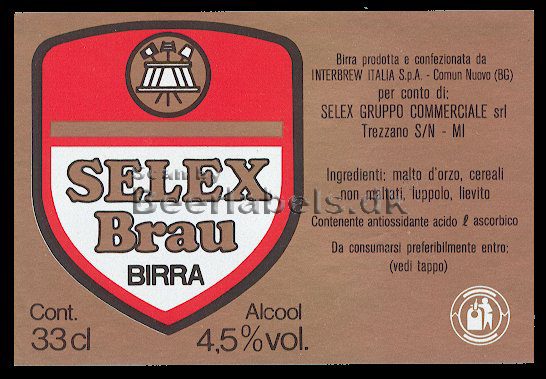 SELEX
Brau
BIRRA
Cont.
33 cl
Alcool
4,5% vol.
Birra prodotta e confezionata da
INTERBREW ITALIA S.p.A. - Comun Nuovo (BG)
per conto di:
SELEX GRUPPO COMMERCIALE srl
Trezzano S/N - MI
Ingredienti: malto d'orzo, cereali
non maltati, luppolo, lievito
Contenente antiossidante acido ℓ ascorbico
Da consumarsi preferibilmente entro:
(vedi tappo)
Scan by
Beerlabels.dk